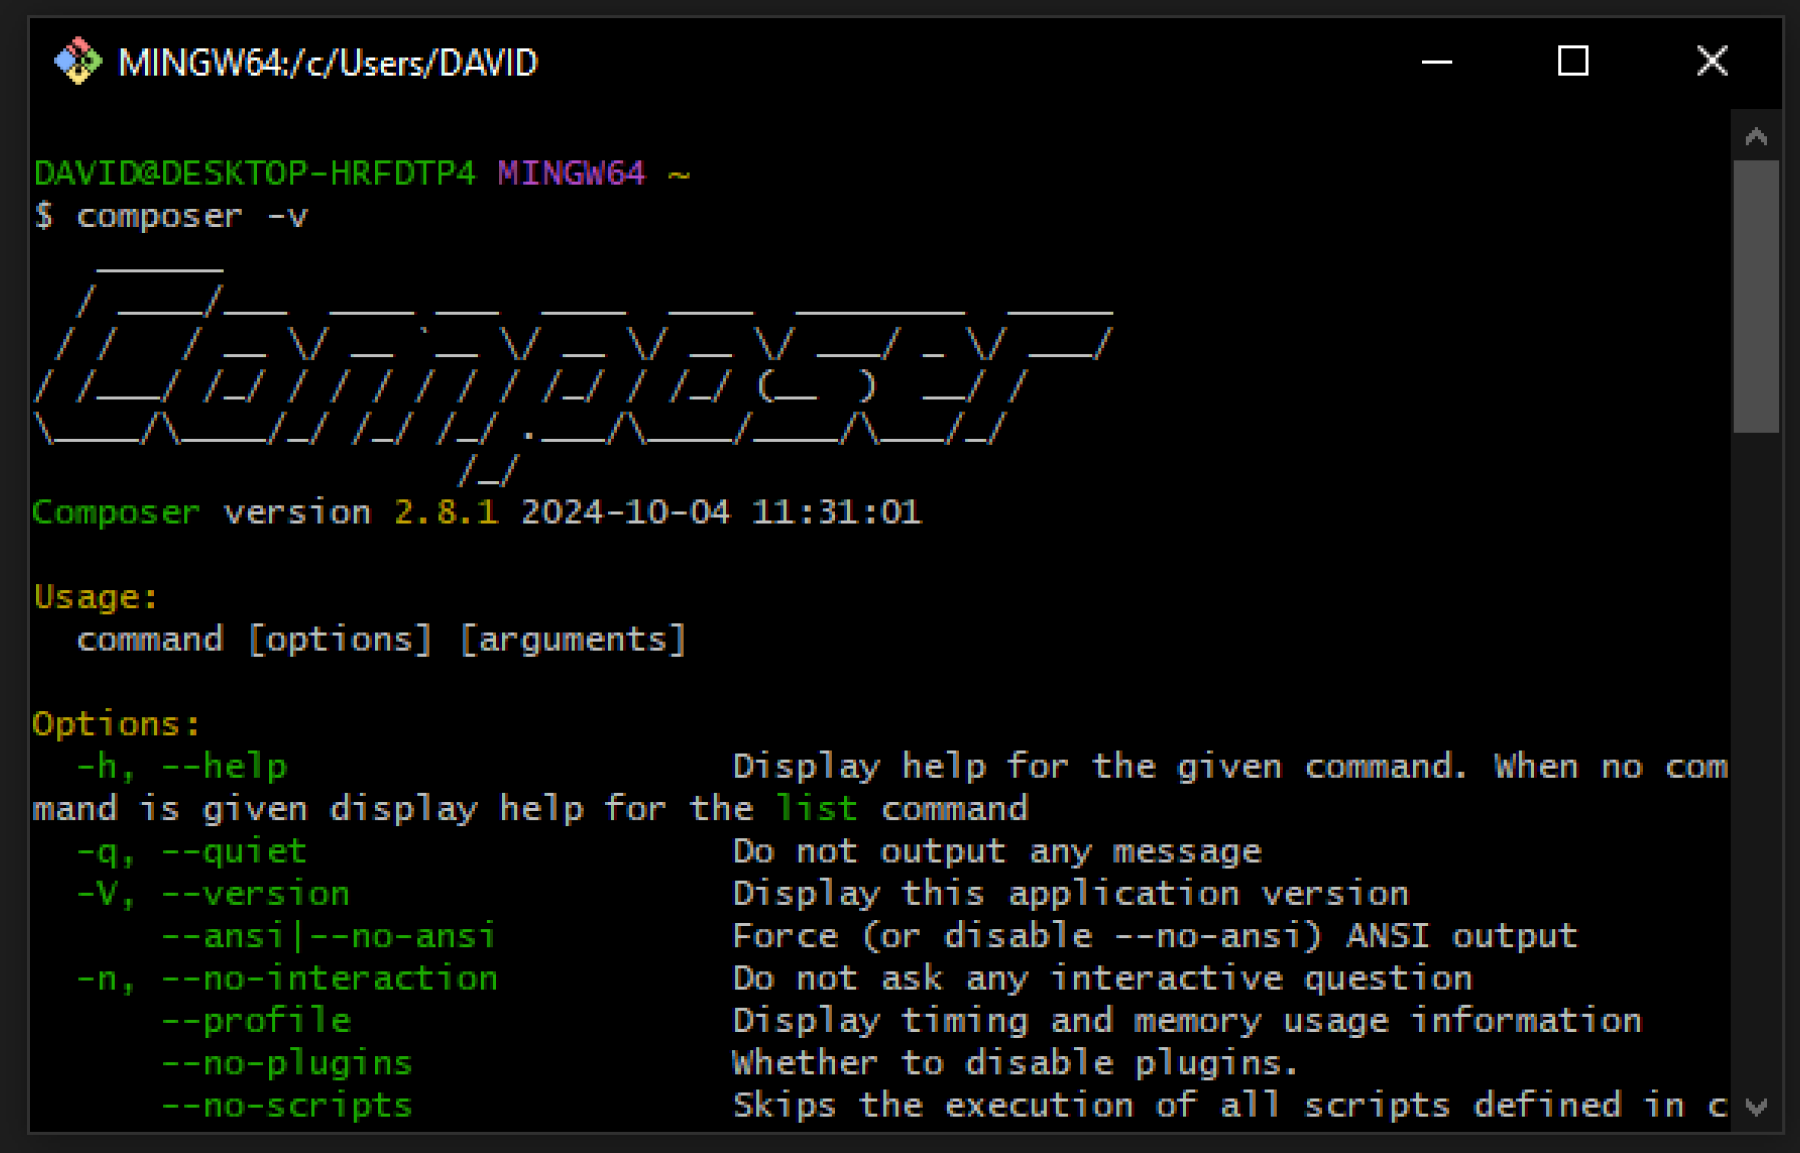 MINGW64:/c/Users/DAVID
DAVID@DESKTOP-HRFDTP4 MINGW64 ~
$ composer -v
Composer
Composer version 2.8.1 2024-10-04 11:31:01
Usage:
  command [options] [arguments]
Options:
  -h, --help                     Display help for the given command. When no com
mand is given display help for the list command
  -q, --quiet                    Do not output any message
  -V, --version                  Display this application version
      --ansi|--no-ansi           Force (or disable --no-ansi) ANSI output
  -n, --no-interaction           Do not ask any interactive question
      --profile                  Display timing and memory usage information
      --no-plugins               Whether to disable plugins.
      --no-scripts               Skips the execution of all scripts defined in c